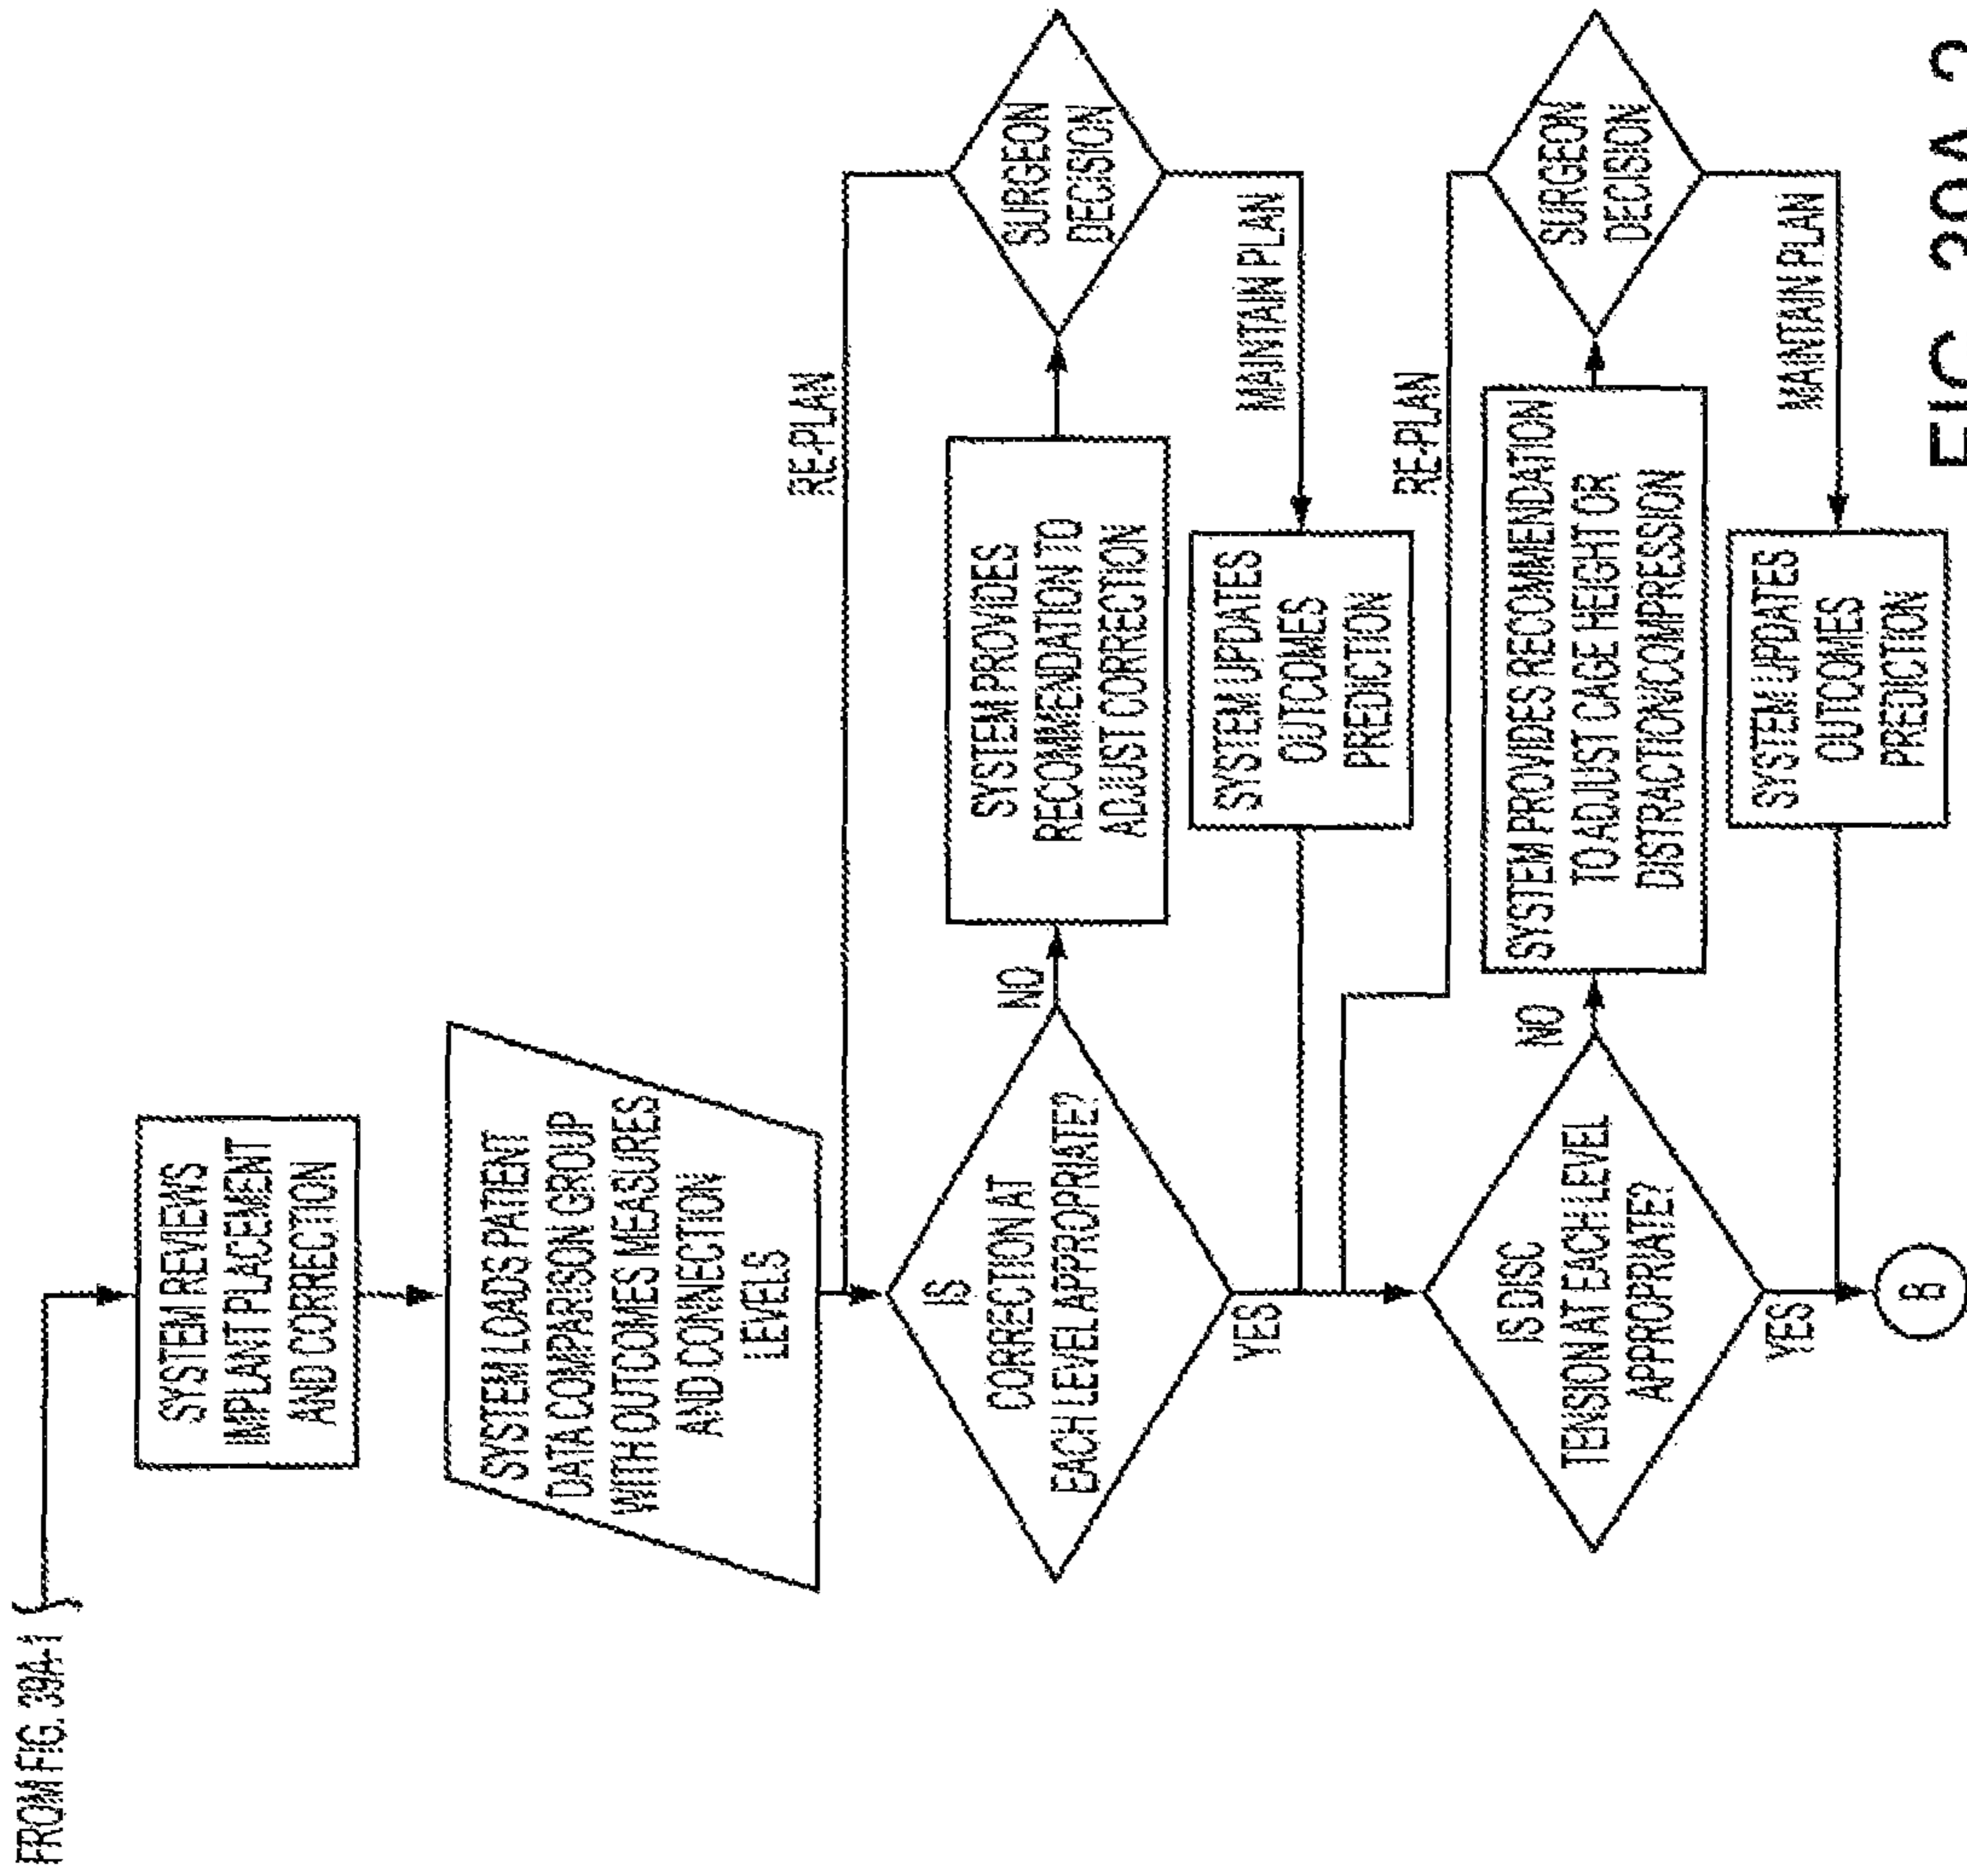 FROM FIG. 39A-1
SYSTEM REVIEWS
IMPLANT PLACEMENT
AND CORRECTION
SYSTEM LOADS PATIENT
DATA COMPARISON GROUP
WITH OUTCOMES MEASURES
AND CONNECTION
LEVELS
RE-PLAN
IS
CORRECTION AT
EACH LEVEL APPROPRIATE?
NO
SYSTEM PROVIDES
RECOMMENDATION TO
ADJUST CORRECTION
SURGEON
DECISION
MAINTAIN PLAN
SYSTEM UPDATES
OUTCOMES
PREDICTION
YES
RE-PLAN
IS DISC
TENSION AT EACH LEVEL
APPROPRIATE?
NO
SYSTEM PROVIDES RECOMMENDATION
TO ADJUST CAGE HEIGHT OR
DISTRACTION/COMPRESSION
SURGEON
DECISION
MAINTAIN PLAN
SYSTEM UPDATES
OUTCOMES
PREDICTION
YES
B